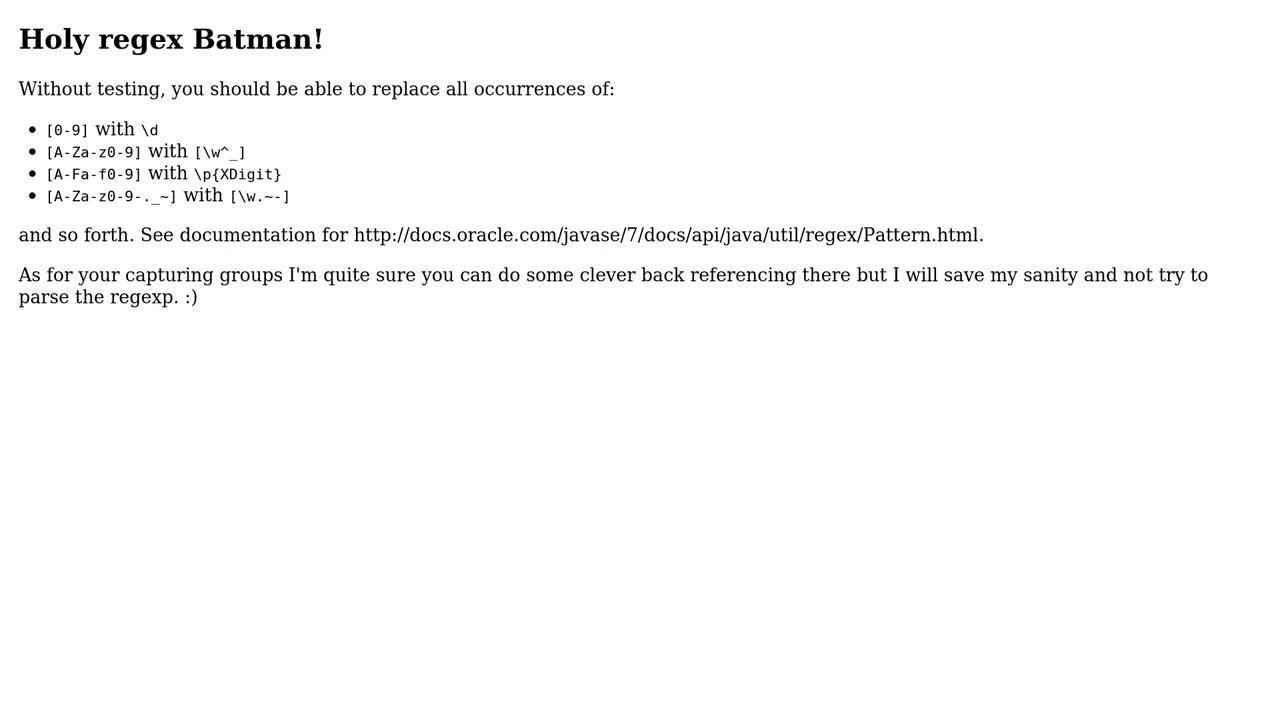 Holy regex Batman!
Without testing, you should be able to replace all occurrences of:
• [0-9] with \d
• [A-Za-z0-9] with [\w^_]
• [A-Fa-f0-9] with \p{XDigit}
• [A-Za-z0-9-._~] with [\w.~-]
and so forth. See documentation for http://docs.oracle.com/javase/7/docs/api/java/util/regex/Pattern.html.
As for your capturing groups I'm quite sure you can do some clever back referencing there but I will save my sanity and not try to
parse the regexp. :)